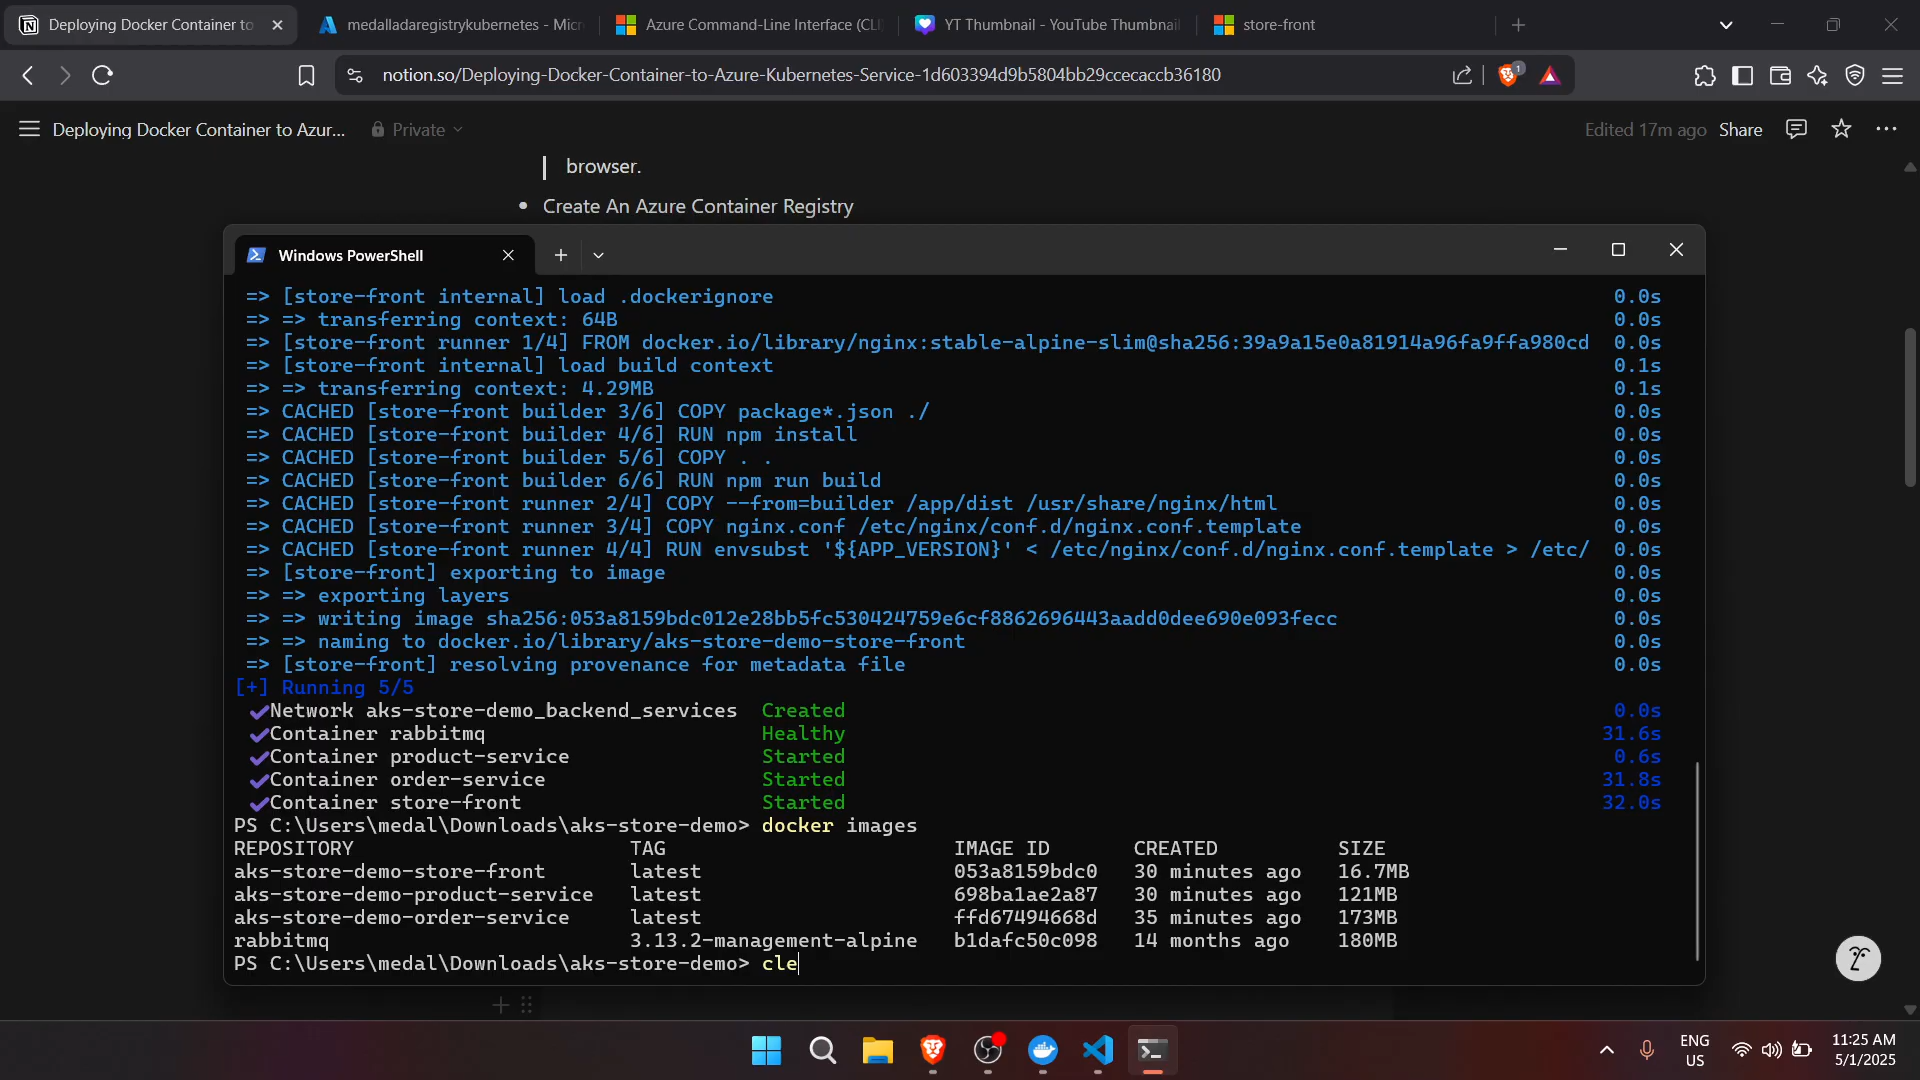 Deploying Docker Container to
medalladaregistrykubernetes - Micr
Azure Command-Line Interface (CLI
YT Thumbnail - YouTube Thumbnail
store-front
notion.so/Deploying-Docker-Container-to-Azure-Kubernetes-Service-1d603394d9b5804bb29ccecaccb36180
1
Deploying Docker Container to Azur...
Private
Edited 17m ago
Share
browser.
• Create An Azure Container Registry
Windows PowerShell
=> [store-front internal] load .dockerignore 0.0s
=> => transferring context: 64B 0.0s
=> [store-front runner 1/4] FROM docker.io/library/nginx:stable-alpine-slim@sha256:39a9a15e0a81914a96fa9ffa980cd 0.0s
=> [store-front internal] load build context 0.1s
=> => transferring context: 4.29MB 0.1s
=> CACHED [store-front builder 3/6] COPY package*.json ./ 0.0s
=> CACHED [store-front builder 4/6] RUN npm install 0.0s
=> CACHED [store-front builder 5/6] COPY . . 0.0s
=> CACHED [store-front builder 6/6] RUN npm run build 0.0s
=> CACHED [store-front runner 2/4] COPY --from=builder /app/dist /usr/share/nginx/html 0.0s
=> CACHED [store-front runner 3/4] COPY nginx.conf /etc/nginx/conf.d/nginx.conf.template 0.0s
=> CACHED [store-front runner 4/4] RUN envsubst '${APP_VERSION}' < /etc/nginx/conf.d/nginx.conf.template > /etc/ 0.0s
=> [store-front] exporting to image 0.0s
=> => exporting layers 0.0s
=> => writing image sha256:053a8159bdc012e28bb5fc530424759e6cf8862696443aadd0dee690e093fecc 0.0s
=> => naming to docker.io/library/aks-store-demo-store-front 0.0s
=> [store-front] resolving provenance for metadata file 0.0s
[+] Running 5/5
✔Network aks-store-demo_backend_services Created 0.0s
✔Container rabbitmq Healthy 31.6s
✔Container product-service Started 0.6s
✔Container order-service Started 31.8s
✔Container store-front Started 32.0s
PS C:\Users\medal\Downloads\aks-store-demo> docker images
REPOSITORY TAG IMAGE ID CREATED SIZE
aks-store-demo-store-front latest 053a8159bdc0 30 minutes ago 16.7MB
aks-store-demo-product-service latest 698ba1ae2a87 30 minutes ago 121MB
aks-store-demo-order-service latest ffd67494668d 35 minutes ago 173MB
rabbitmq 3.13.2-management-alpine b1dafc50c098 14 months ago 180MB
PS C:\Users\medal\Downloads\aks-store-demo> cle
ENG
US
11:25 AM
5/1/2025